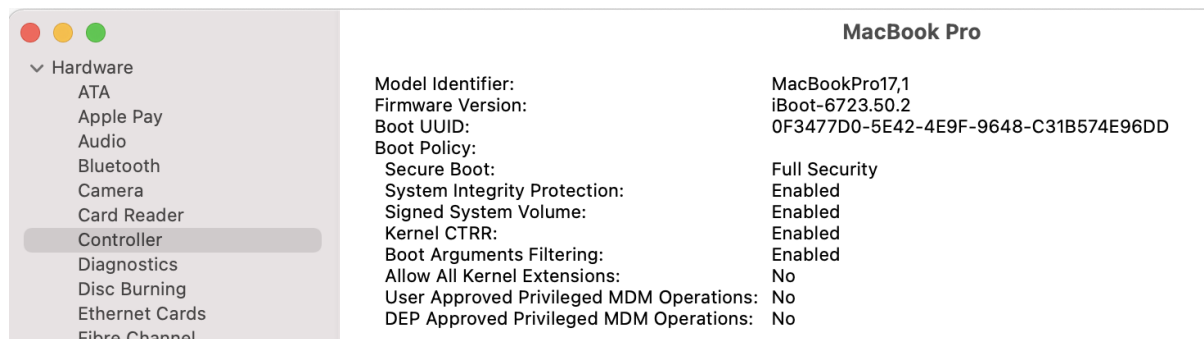 MacBook Pro
Hardware
ATA
Apple Pay
Audio
Bluetooth
Camera
Card Reader
Controller
Diagnostics
Disc Burning
Ethernet Cards
Fibre Channel
Model Identifier: MacBookPro17,1
Firmware Version: iBoot-6723.50.2
Boot UUID: 0F3477D0-5E42-4E9F-9648-C31B574E96DD
Boot Policy:
Secure Boot: Full Security
System Integrity Protection: Enabled
Signed System Volume: Enabled
Kernel CTRR: Enabled
Boot Arguments Filtering: Enabled
Allow All Kernel Extensions: No
User Approved Privileged MDM Operations: No
DEP Approved Privileged MDM Operations: No